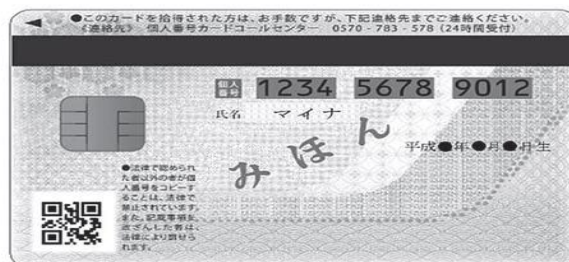 ●このカードを拾得された方は、お手数ですが、下記連絡先までご連絡ください。
《連絡先》 個人番号カードコールセンター 0570-783-578 (24時間受付)
個人番号 1234 5678 9012
氏名 マイナ
みほん
平成●年●月●日生
●法律で認められ
た者以外の者が個
人番号をコピーす
ることは、法律で
禁止されています。
また、記載事項を
改ざんした者は、
法律により罰せら
れます。